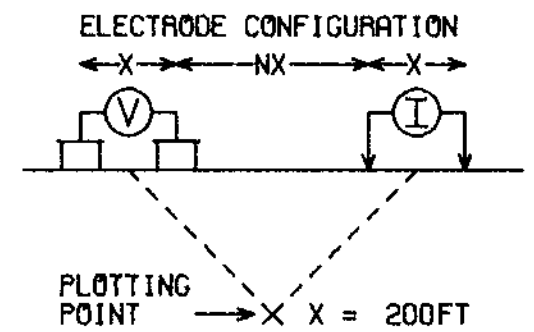 ELECTRODE CONFIGURATION
X NX X
V I
PLOTTING
POINT X X = 200FT